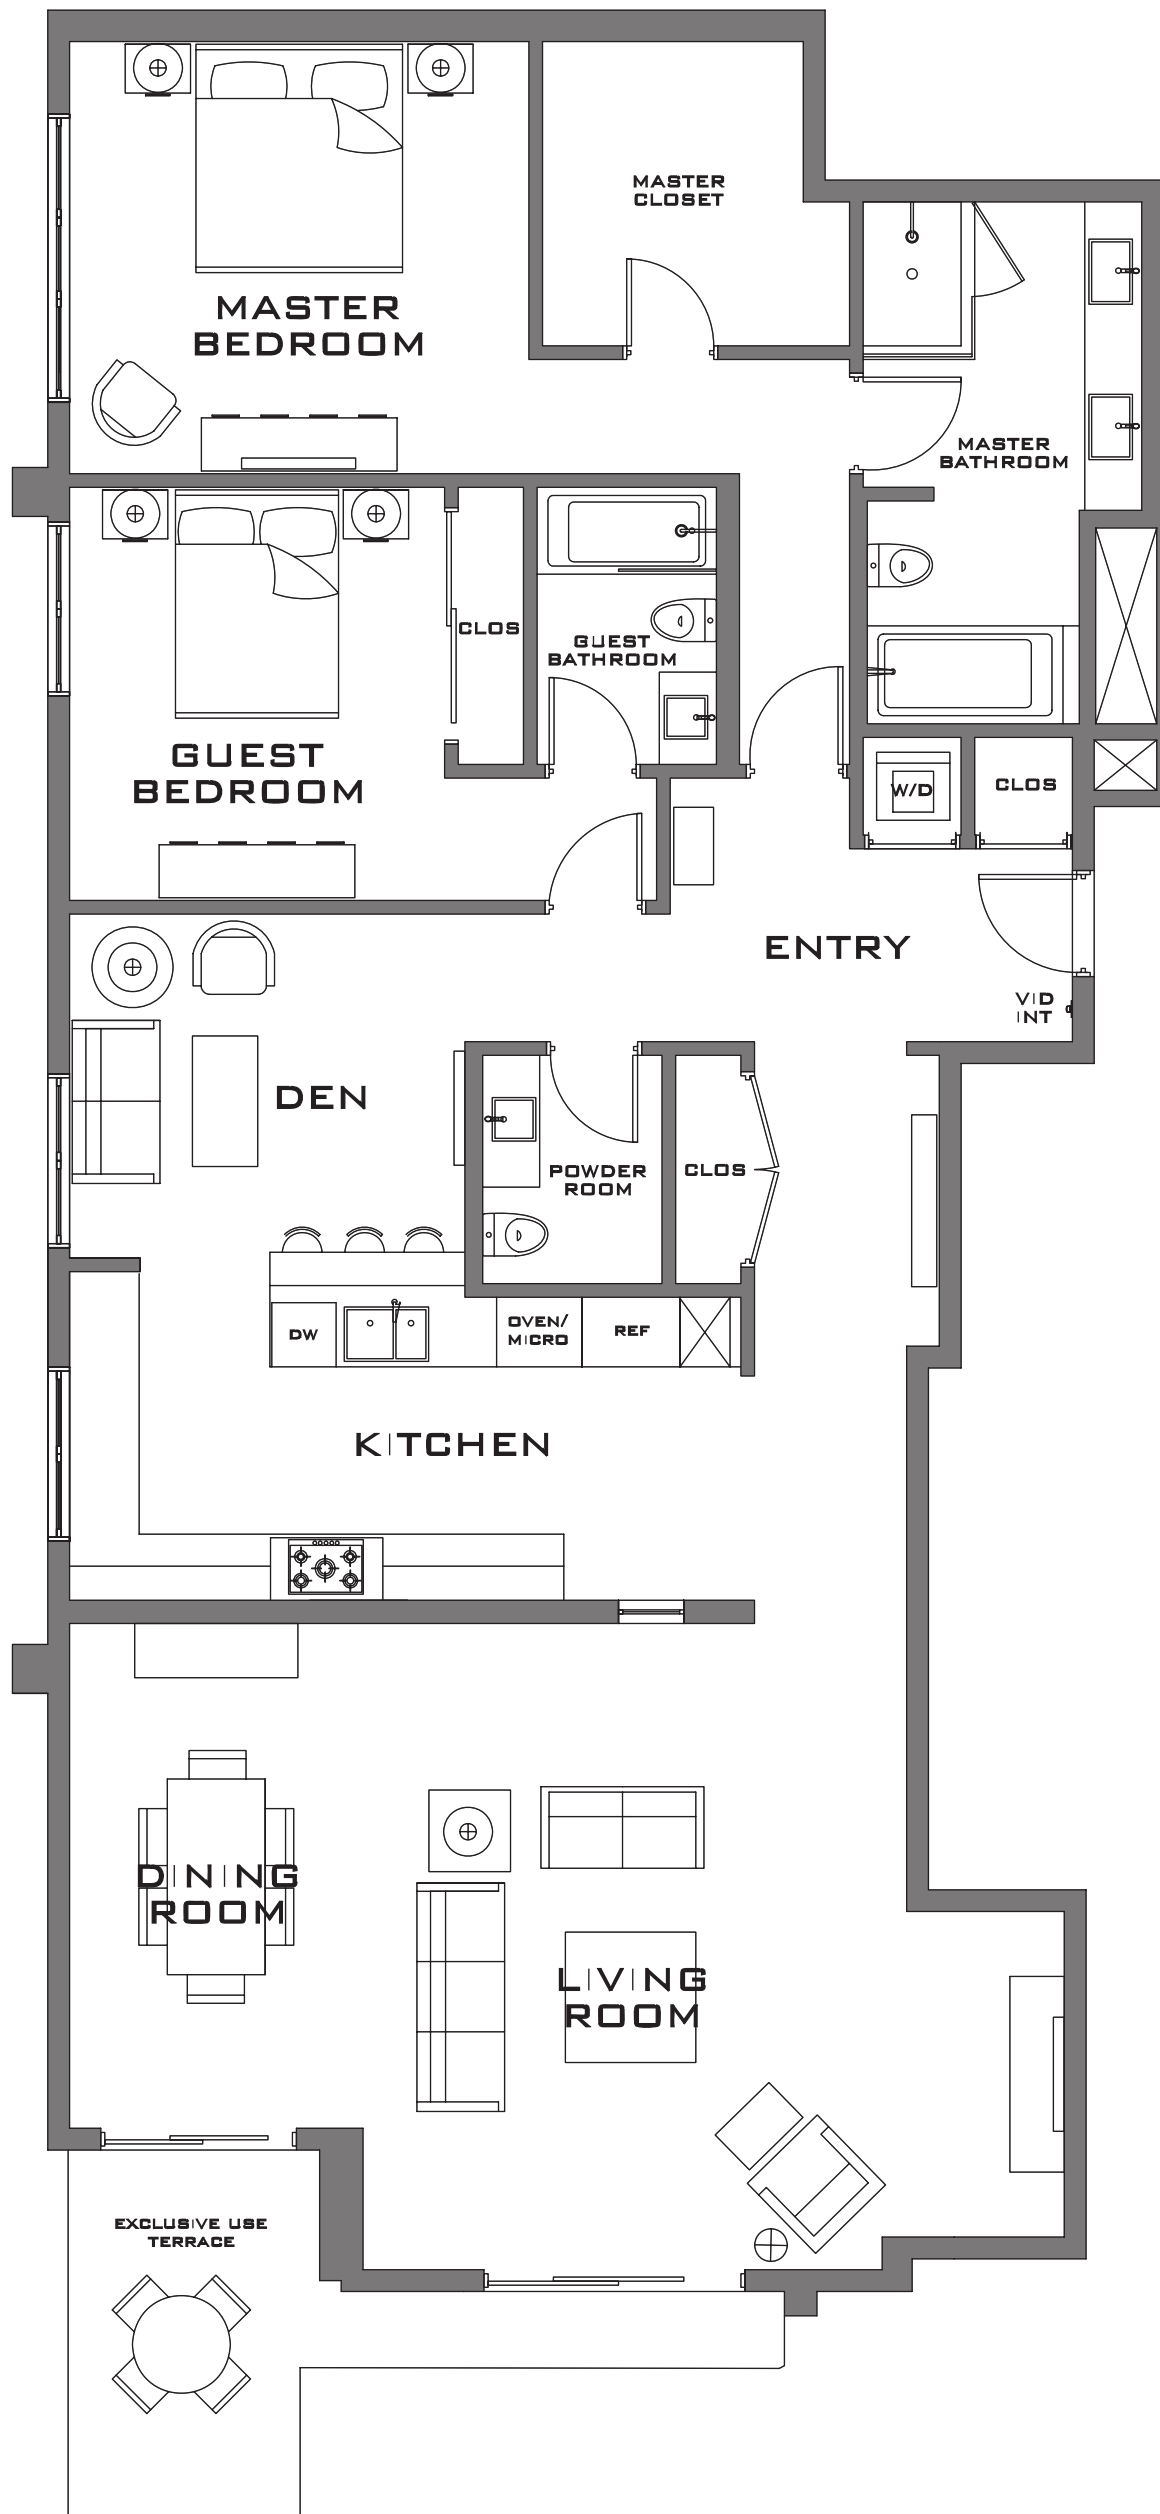 MASTER
CLOSET
MASTER
BEDROOM
MASTER
BATHROOM
CLOS
GUEST
BATHROOM
GUEST
BEDROOM
W/D
CLOS
ENTRY
VID
INT
DEN
POWDER
ROOM
CLOS
DW
OVEN/
MICRO
REF
KITCHEN
DINING
ROOM
LIVING
ROOM
EXCLUSIVE USE
TERRACE